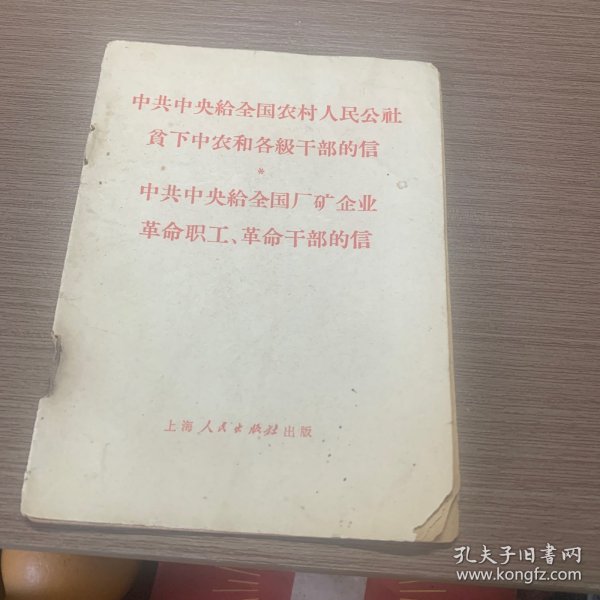 中共中央給全国农村人民公社
貧下中农和各級干部的信
*
中共中央給全国厂矿企业
革命职工、革命干部的信
上海人民出版社出版
孔夫子旧书网
www.kongfz.com